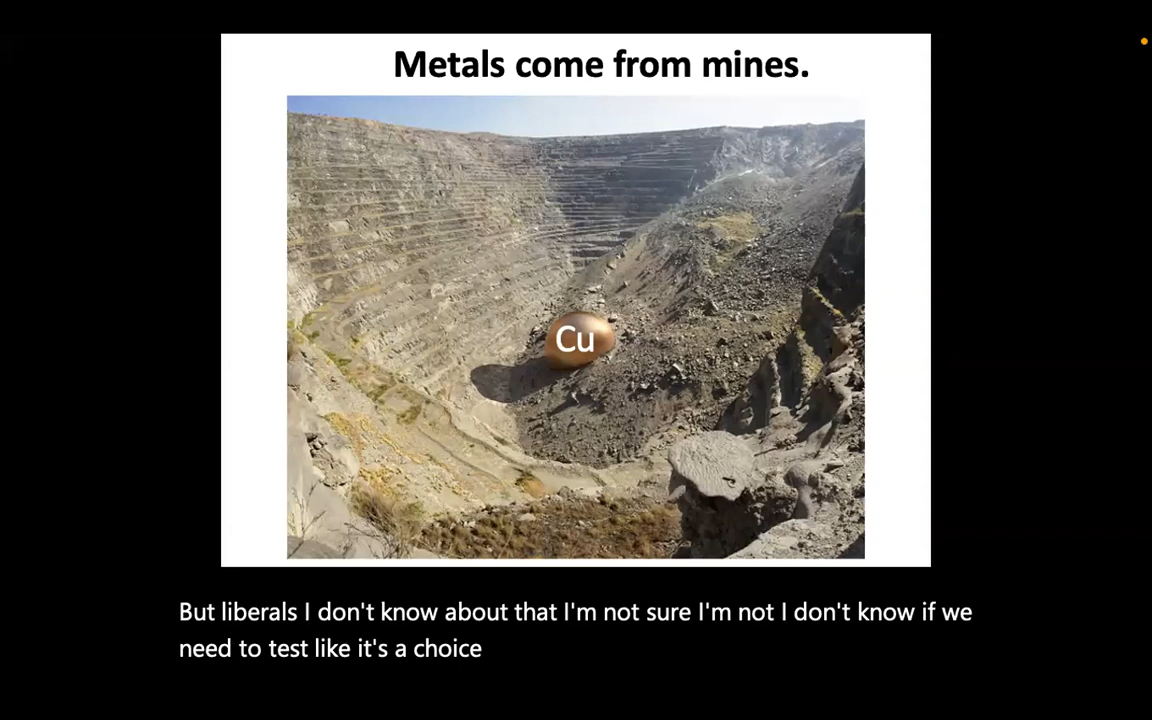 Metals come from mines.
Cu
But liberals I don't know about that I'm not sure I'm not I don't know if we
need to test like it's a choice